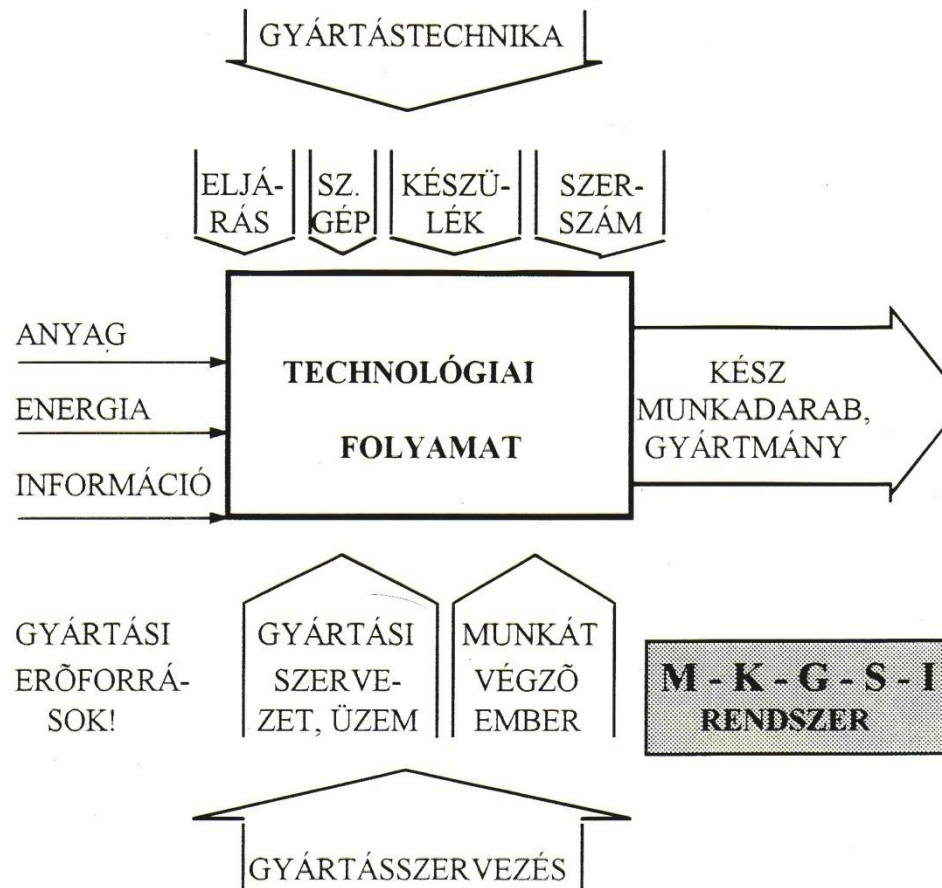 GYÁRTÁSTECHNIKA
ELJÁ-
RÁS
SZ.
GÉP
KÉSZÜ-
LÉK
SZER-
SZÁM
ANYAG
ENERGIA
INFORMÁCIÓ
TECHNOLÓGIAI
FOLYAMAT
KÉSZ
MUNKADARAB,
GYÁRTMÁNY
GYÁRTÁSI
ERÕFORRÁ-
SOK!
GYÁRTÁSI
SZERVE-
ZET, ÜZEM
MUNKÁT
VÉGZÕ
EMBER
M - K - G - S - I
RENDSZER
GYÁRTÁSSZERVEZÉS